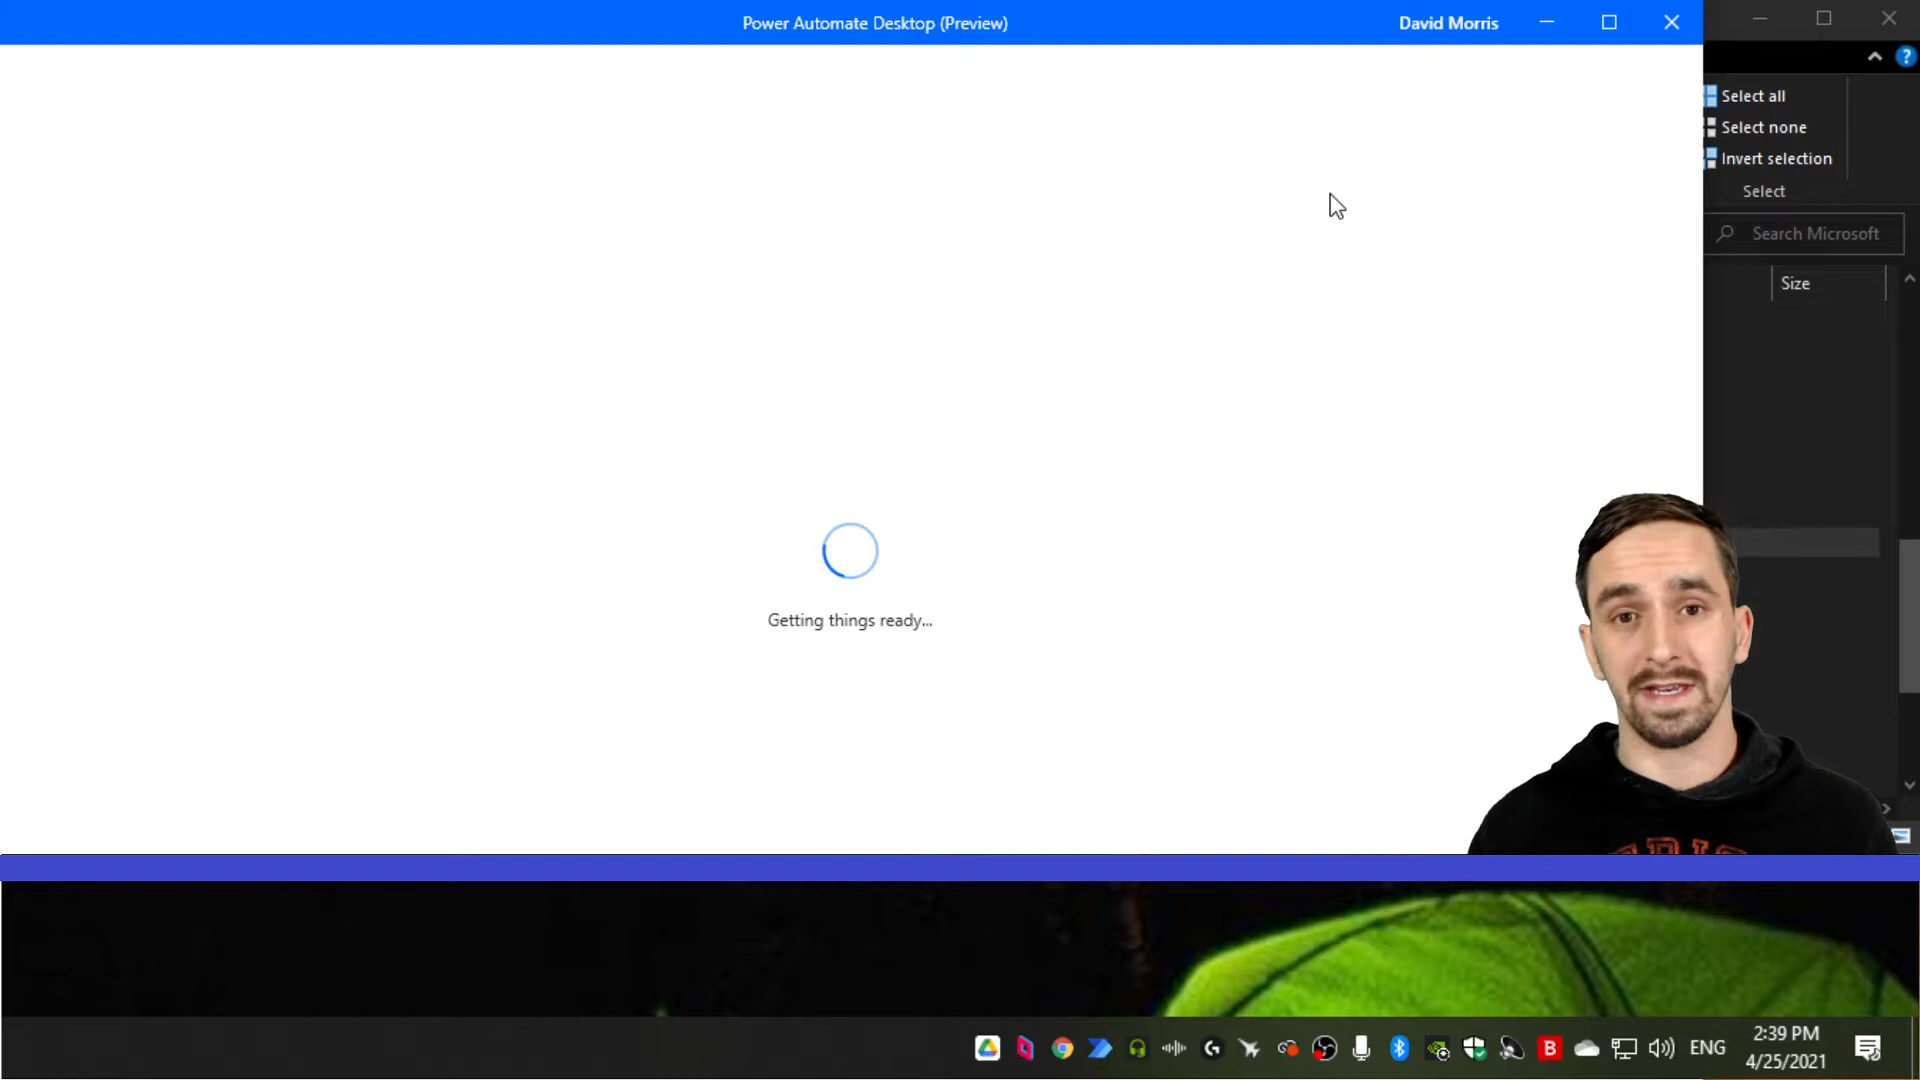 Power Automate Desktop (Preview)
David Morris
Select all
Select none
Invert selection
Select
Search Microsoft
Size
Getting things ready...
ENG
2:39 PM
4/25/2021